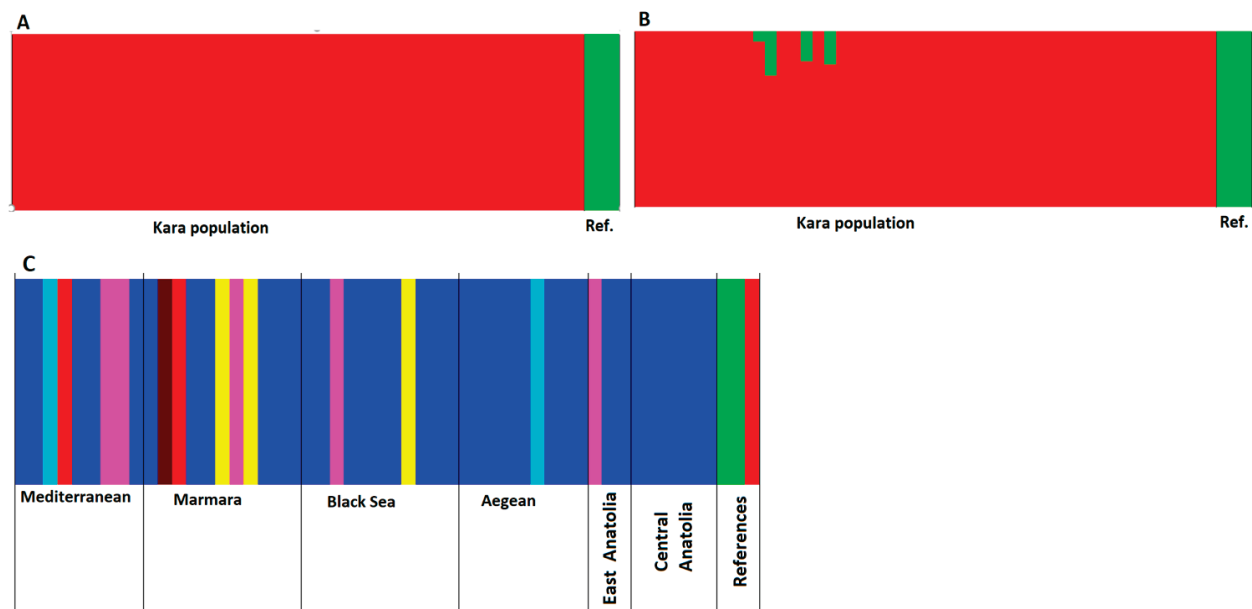 A
B
Kara population
Ref.
Kara population
Ref.
C
Mediterranean
Marmara
Black Sea
Aegean
East Anatolia
Central
Anatolia
References